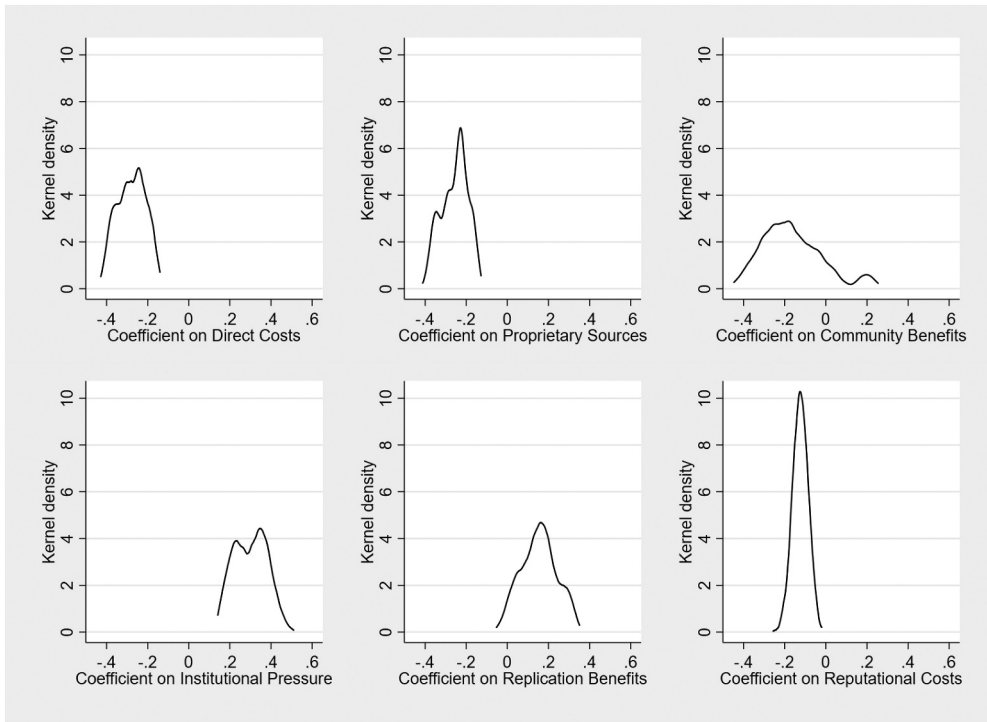 Kernel density
0 2 4 6 8 10
-.4 -.2 0 .2 .4 .6
Coefficient on Direct Costs
Kernel density
0 2 4 6 8 10
-.4 -.2 0 .2 .4 .6
Coefficient on Proprietary Sources
Kernel density
0 2 4 6 8 10
-.4 -.2 0 .2 .4 .6
Coefficient on Community Benefits
Kernel density
0 2 4 6 8 10
-.4 -.2 0 .2 .4 .6
Coefficient on Institutional Pressure
Kernel density
0 2 4 6 8 10
-.4 -.2 0 .2 .4 .6
Coefficient on Replication Benefits
Kernel density
0 2 4 6 8 10
-.4 -.2 0 .2 .4 .6
Coefficient on Reputational Costs